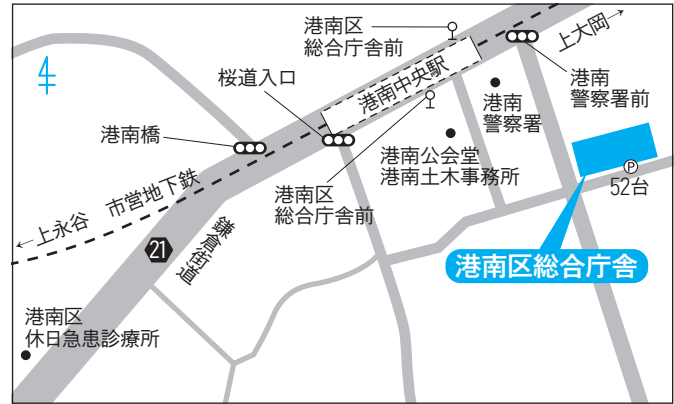 港南区
総合庁舎前
上大岡→
桜道入口
港南中央駅
港南
警察署前
港南橋
港南
警察署
港南公会堂
港南土木事務所
P
52台
港南区
総合庁舎前
←上永谷 市営地下鉄
鎌倉街道
21
港南区総合庁舎
港南区
休日急患診療所